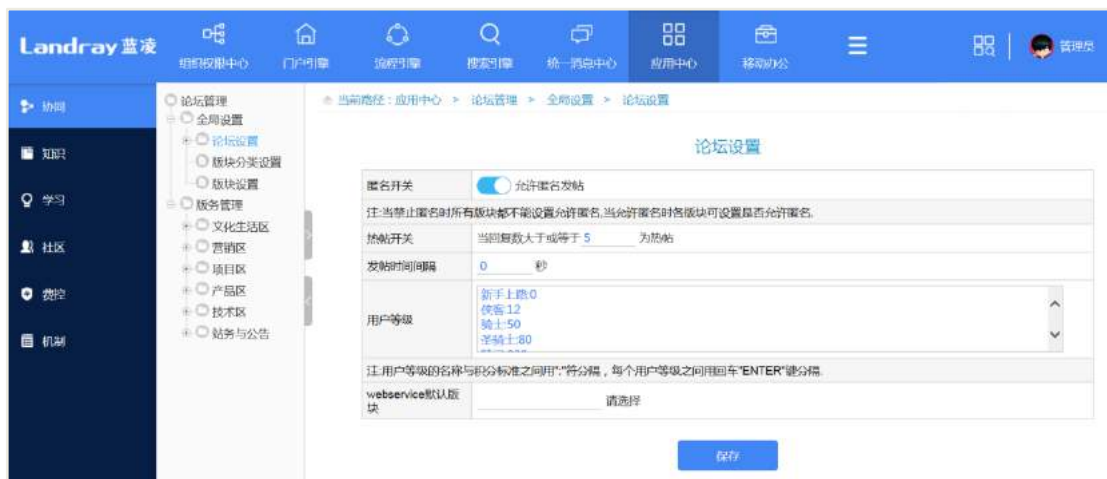 Landray 蓝凌
组织权限中心
门户引擎
流程引擎
搜索引擎
统一消息中心
应用中心
移动办公
管理员
协同
知识
学习
社区
费控
机制
论坛管理
全局设置
论坛设置
版块分类设置
版块设置
版务管理
文化生活区
营销区
项目区
产品区
技术区
站务与公告
当前路径：应用中心 > 论坛管理 > 全局设置 > 论坛设置
论坛设置
匿名开关 允许匿名发帖
注:当禁止匿名时所有版块都不能设置允许匿名,当允许匿名时各版块可设置是否允许匿名.
热帖开关 当回复数大于或等于 5 为热帖
发帖时间间隔 0 秒
用户等级
新手上路:0
侠客:12
骑士:50
圣骑士:80
注:用户等级的名称与积分标准之间用":"符分隔，每个用户等级之间用回车"ENTER"键分隔.
webservice默认版块 请选择
保存